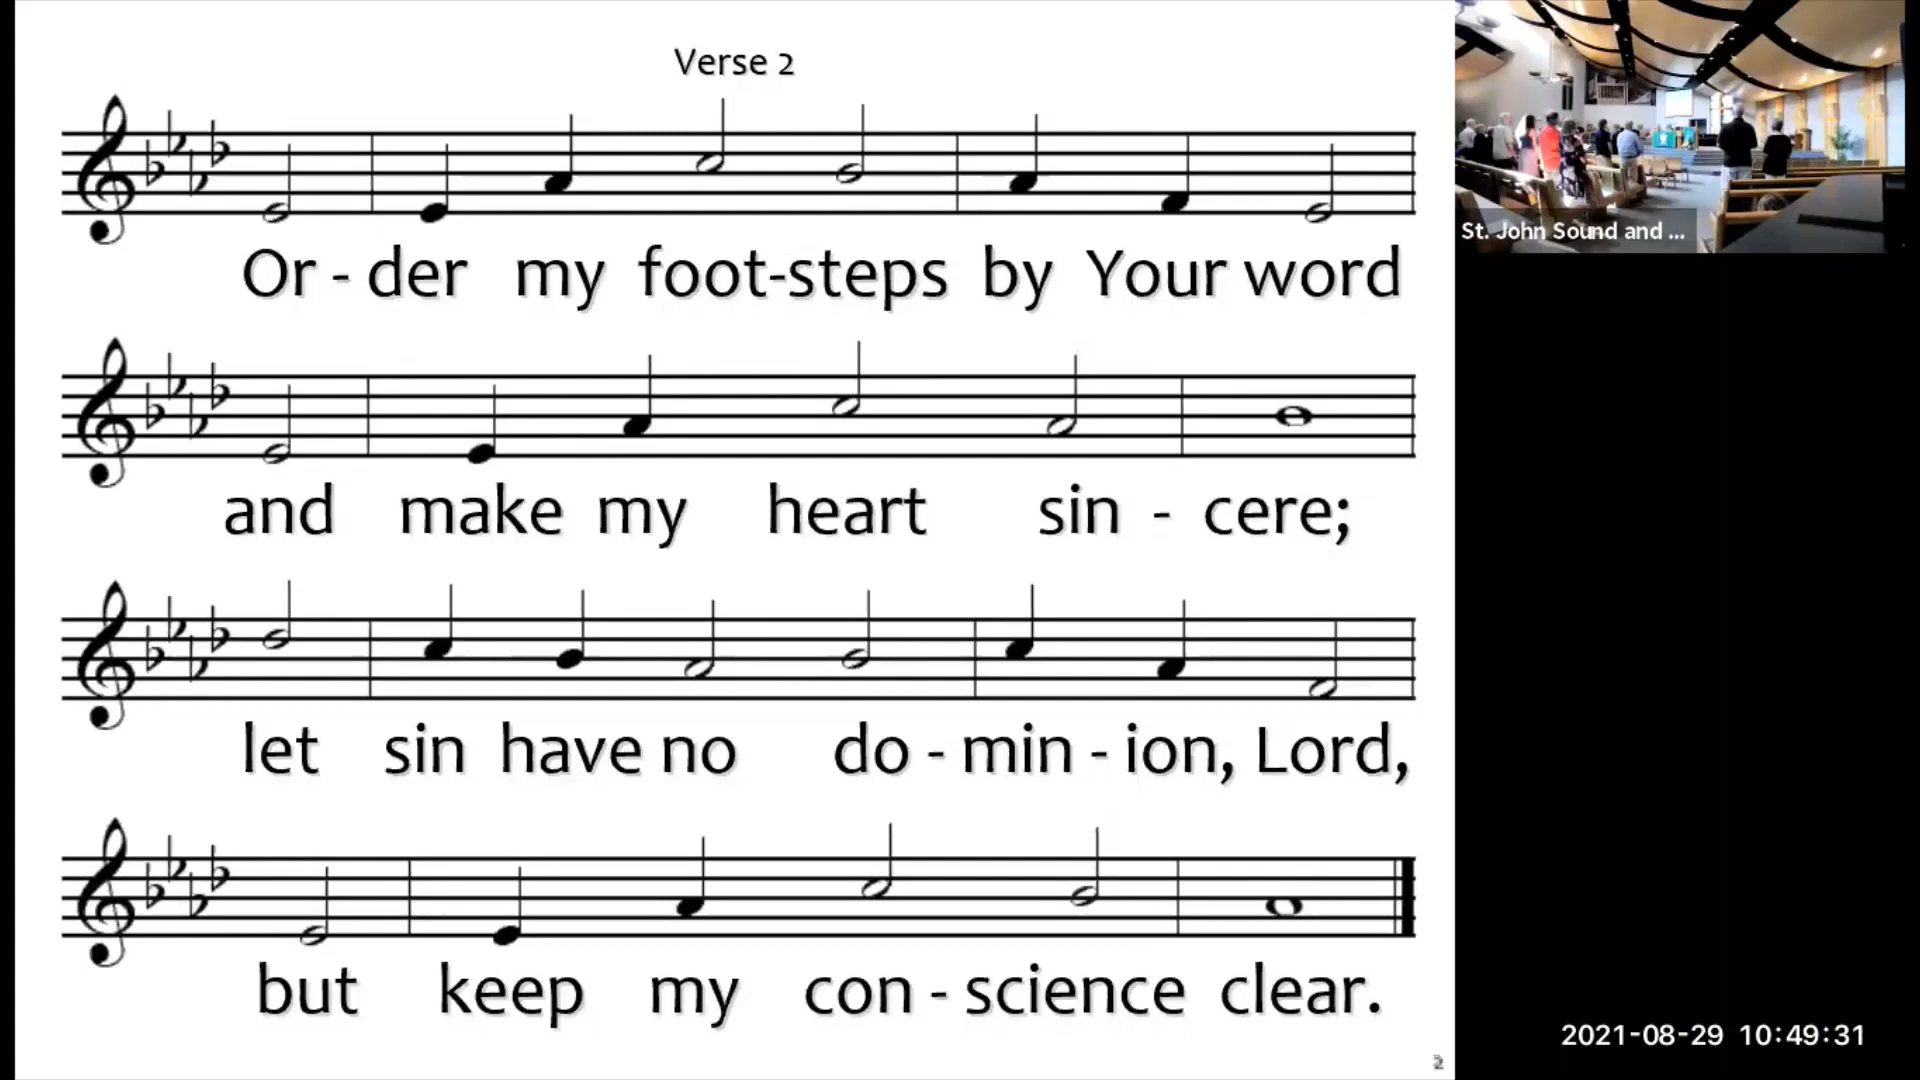 Verse 2
Or - der my foot-steps by Your word
and make my heart sin - cere;
let sin have no do - min - ion, Lord,
but keep my con - science clear.
2
St. John Sound and ...
2021-08-29 10:49:31